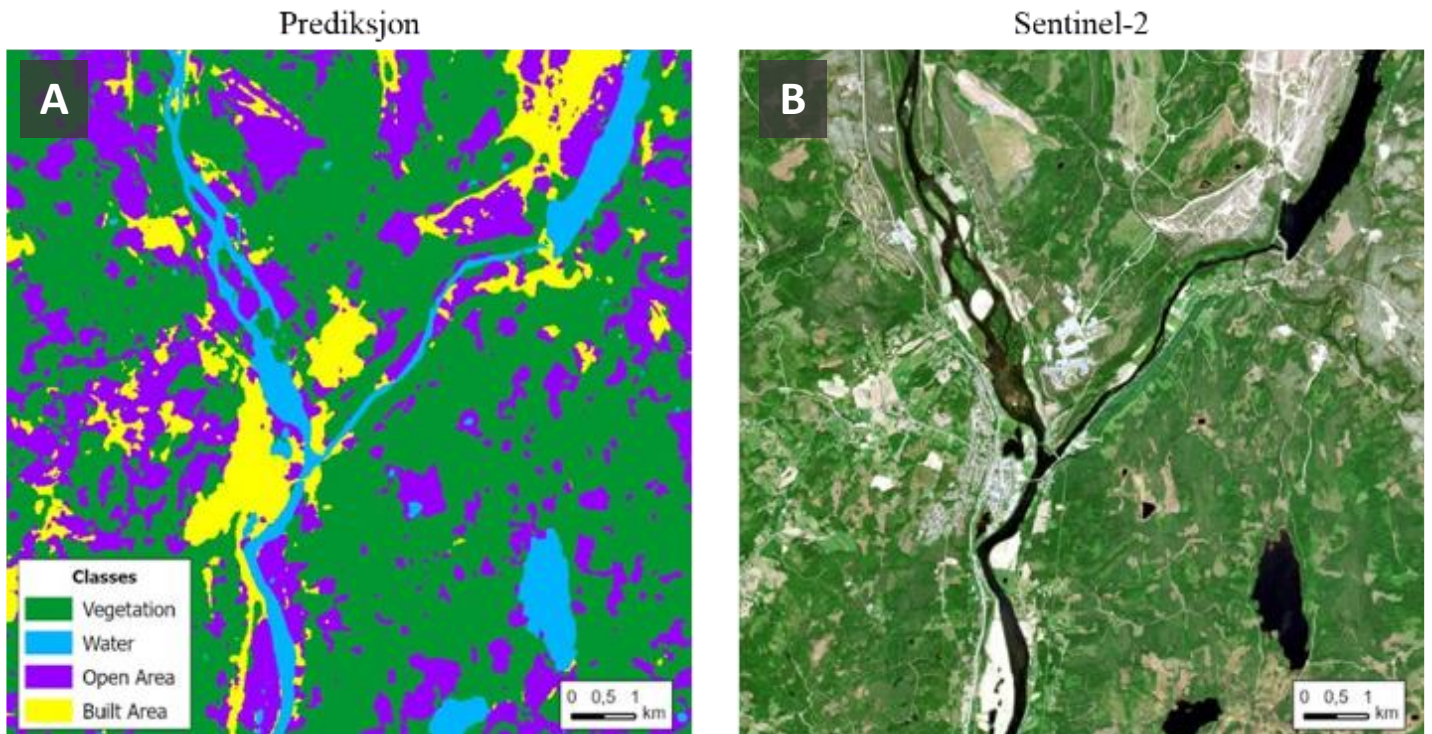 Prediksjon
Sentinel-2
A
B
Classes
Vegetation
Water
Open Area
Built Area
0 0,5 1
km
0 0,5 1
km